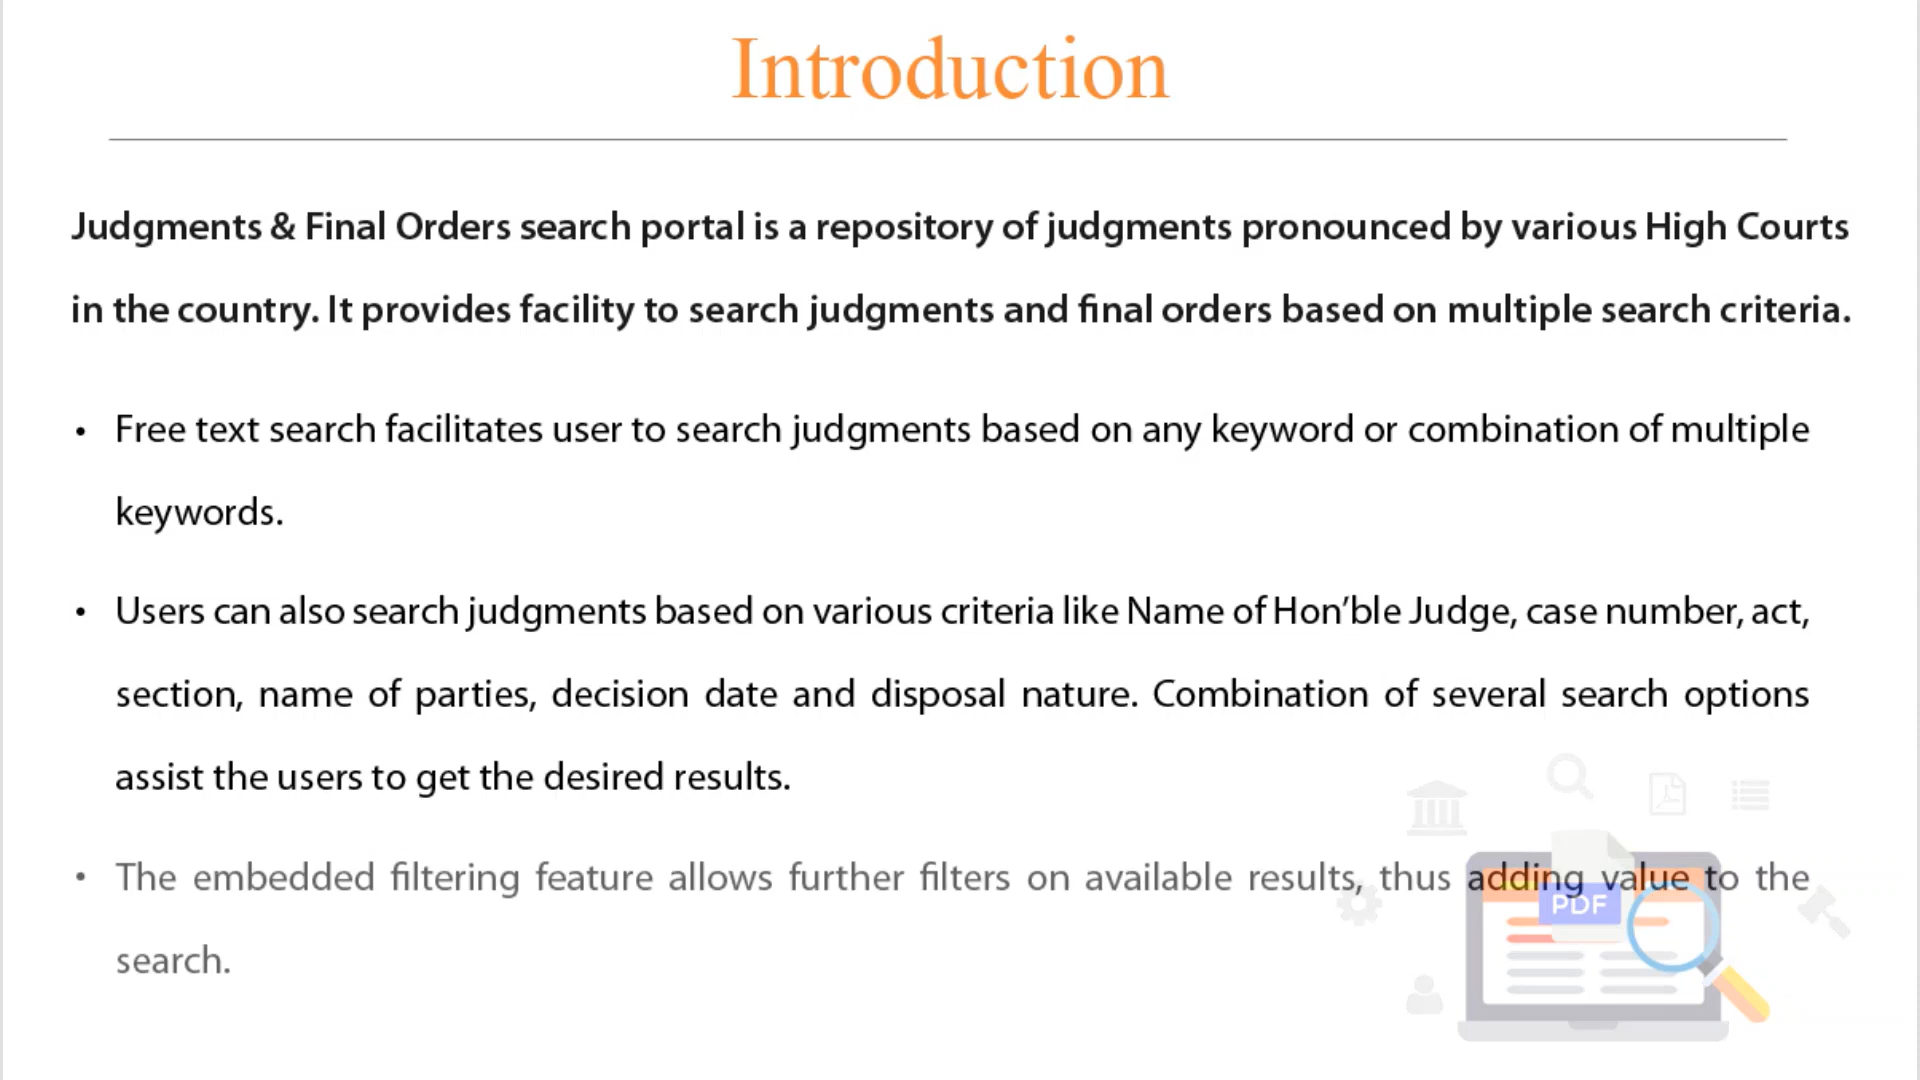 Introduction
Judgments & Final Orders search portal is a repository of judgments pronounced by various High Courts
in the country. It provides facility to search judgments and final orders based on multiple search criteria.
• Free text search facilitates user to search judgments based on any keyword or combination of multiple
keywords.
• Users can also search judgments based on various criteria like Name of Hon’ble Judge, case number, act,
section, name of parties, decision date and disposal nature. Combination of several search options
assist the users to get the desired results.
• The embedded filtering feature allows further filters on available results, thus adding value to the
PDF
search.